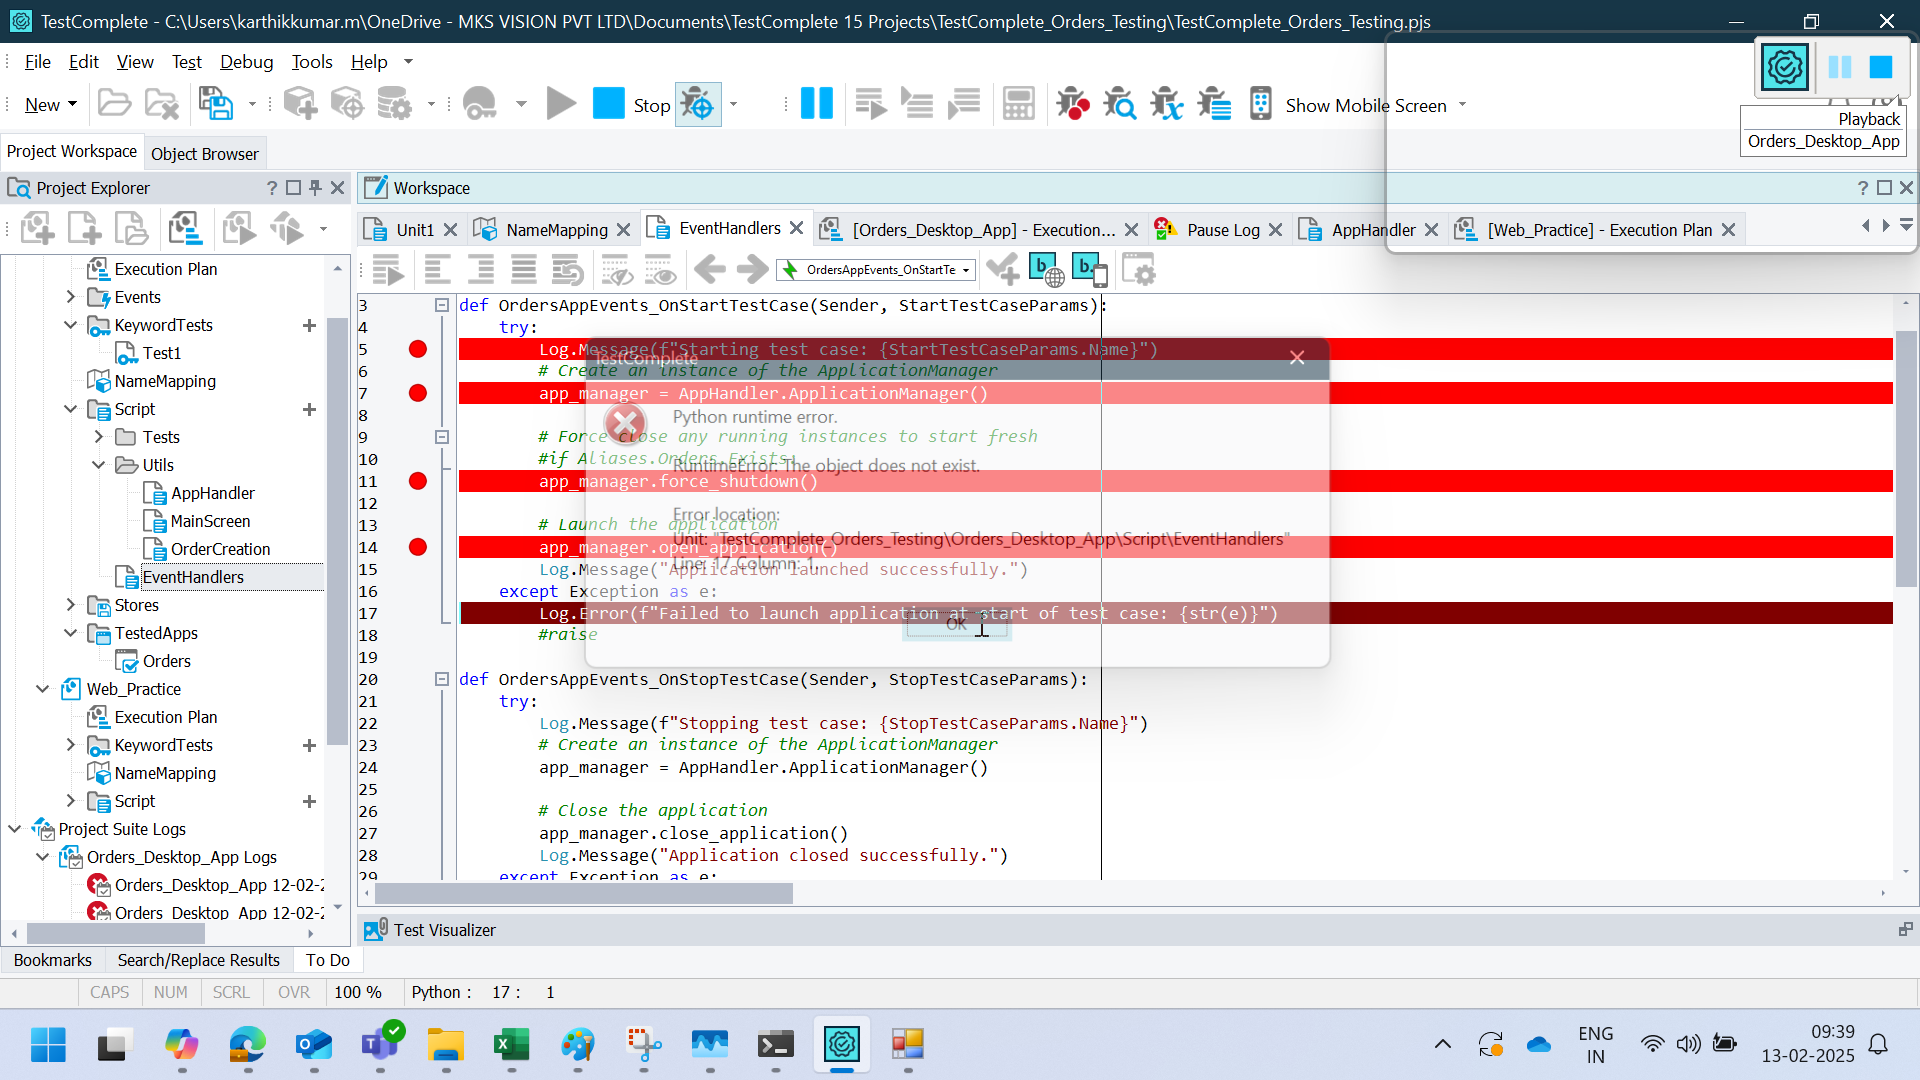 TestComplete - C:\Users\karthikkumar.m\OneDrive - MKS VISION PVT LTD\Documents\TestComplete 15 Projects\TestComplete_Orders_Testing\TestComplete_Orders_Testing.pjs
File Edit View Test Debug Tools Help
New Stop Show Mobile Screen
Playback
Orders_Desktop_App
Project Workspace Object Browser
Project Explorer
Workspace
Unit1 NameMapping EventHandlers [Orders_Desktop_App] - Execution... Pause Log AppHandler [Web_Practice] - Execution Plan
OrdersAppEvents_OnStartTe
Execution Plan
Events
KeywordTests
Test1
NameMapping
Script
Tests
Utils
AppHandler
MainScreen
OrderCreation
EventHandlers
Stores
TestedApps
Orders
Web_Practice
Execution Plan
KeywordTests
NameMapping
Script
Project Suite Logs
Orders_Desktop_App Logs
Orders_Desktop_App 12-02-2
Orders_Desktop_App 12-02-2
3 def OrdersAppEvents_OnStartTestCase(Sender, StartTestCaseParams):
4 try:
5 Log.Message(f"Starting test case: {StartTestCaseParams.Name}")
6 # Create an instance of the ApplicationManager
7 app_manager = AppHandler.ApplicationManager()
8
9 # Force close any running instances to start fresh
10 #if Aliases.Orders.Exists:
11 app_manager.force_shutdown()
12
13 # Launch the application
14 app_manager.open_application()
15 Log.Message("Application launched successfully.")
16 except Exception as e:
17 Log.Error(f"Failed to launch application at start of test case: {str(e)}")
18 #raise
19
20 def OrdersAppEvents_OnStopTestCase(Sender, StopTestCaseParams):
21 try:
22 Log.Message(f"Stopping test case: {StopTestCaseParams.Name}")
23 # Create an instance of the ApplicationManager
24 app_manager = AppHandler.ApplicationManager()
25
26 # Close the application
27 app_manager.close_application()
28 Log.Message("Application closed successfully.")
29 except Exception as e:
TestComplete
Python runtime error.
RuntimeError: The object does not exist.
Error location:
Unit: "TestComplete_Orders_Testing\Orders_Desktop_App\Script\EventHandlers"
Line: 17 Column: 1.
OK
Test Visualizer
Bookmarks Search/Replace Results To Do
CAPS NUM SCRL OVR 100 % Python : 17 : 1
ENG
IN
09:39
13-02-2025